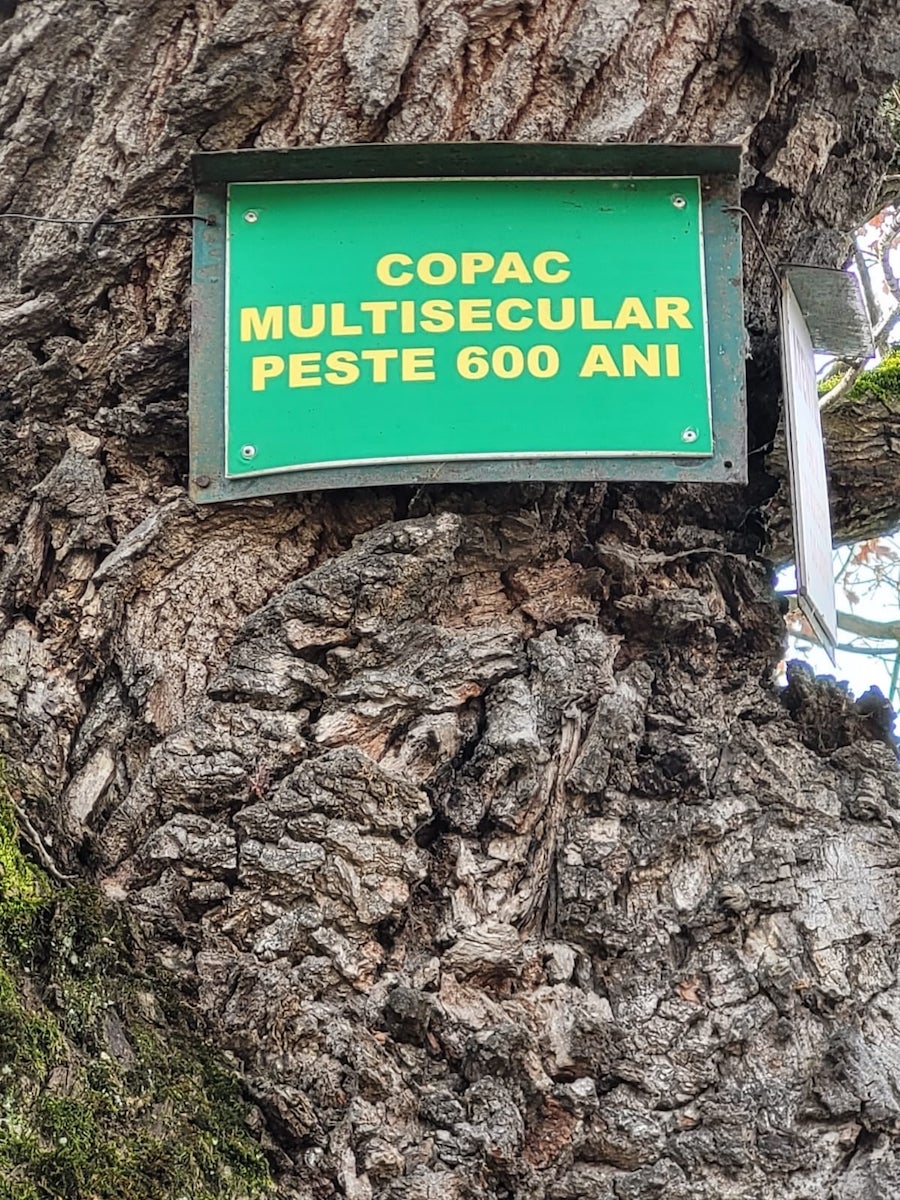 COPAC
MULTISECULAR
PESTE 600 ANI